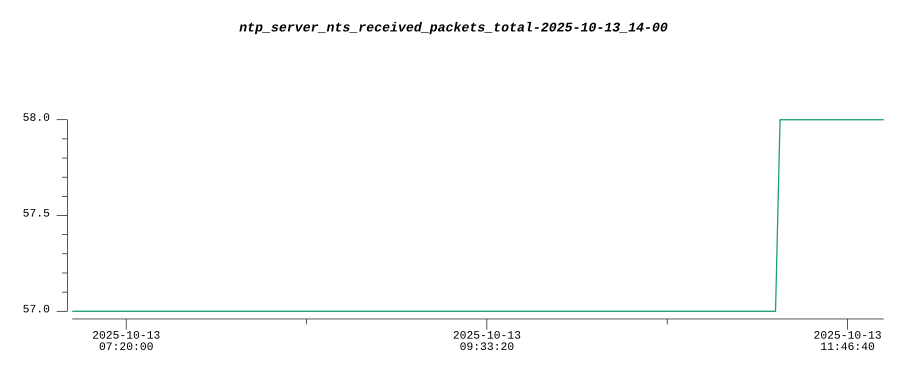 ntp_server_nts_received_packets_total-2025-10-13_14-00
58.0
57.5
57.0
2025-10-13 2025-10-13 2025-10-13
07:20:00 09:33:20 11:46:40